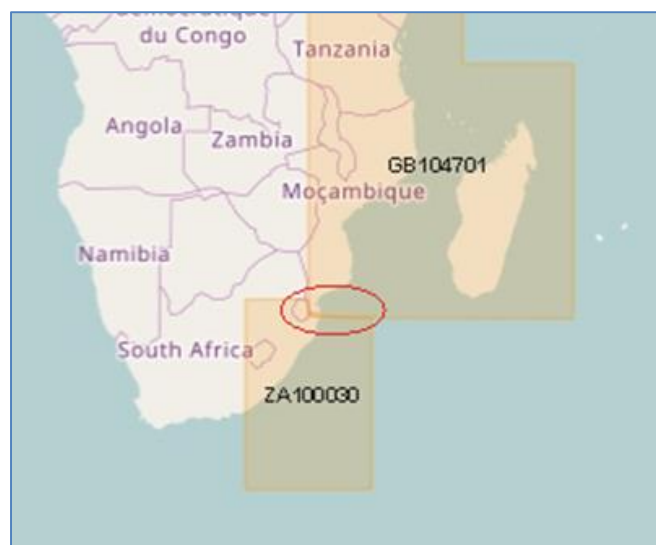 du Congo
Tanzania
Angola
Zambia
GB104701
Moçambique
Namibia
South Africa
ZA100030